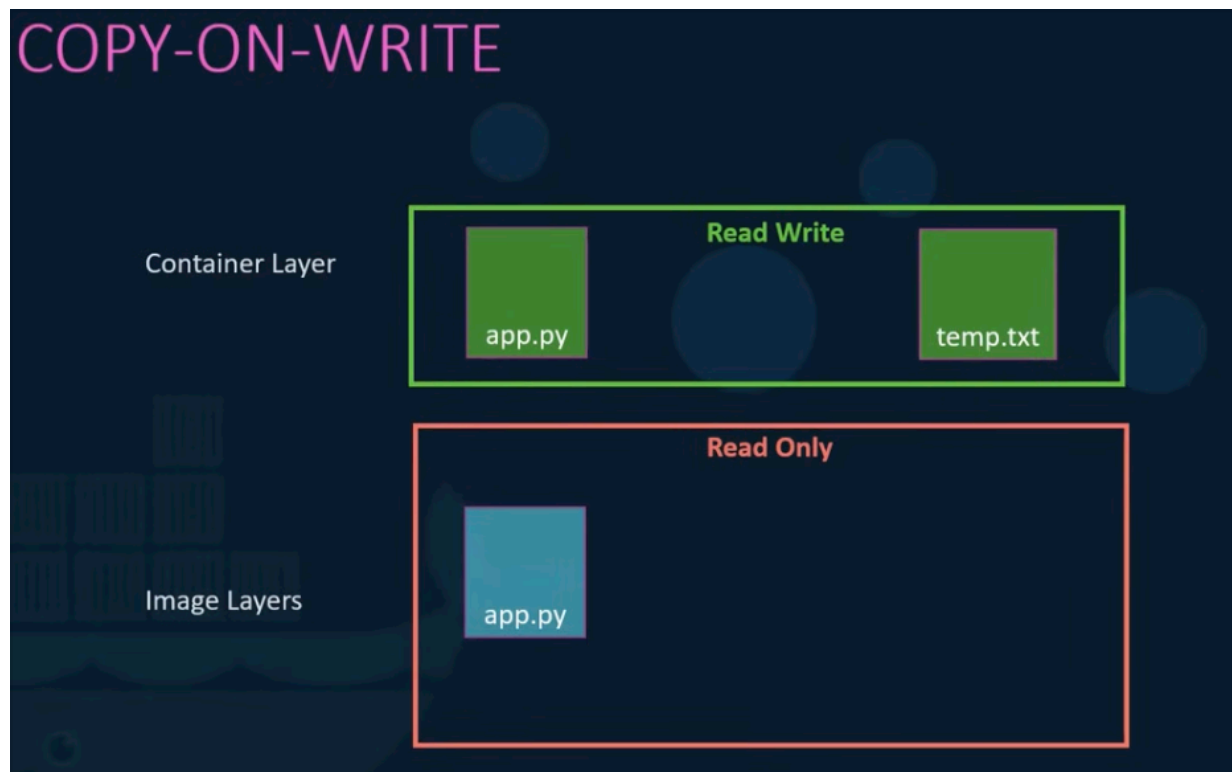 COPY-ON-WRITE
Container Layer
Read Write
app.py
temp.txt
Image Layers
Read Only
app.py